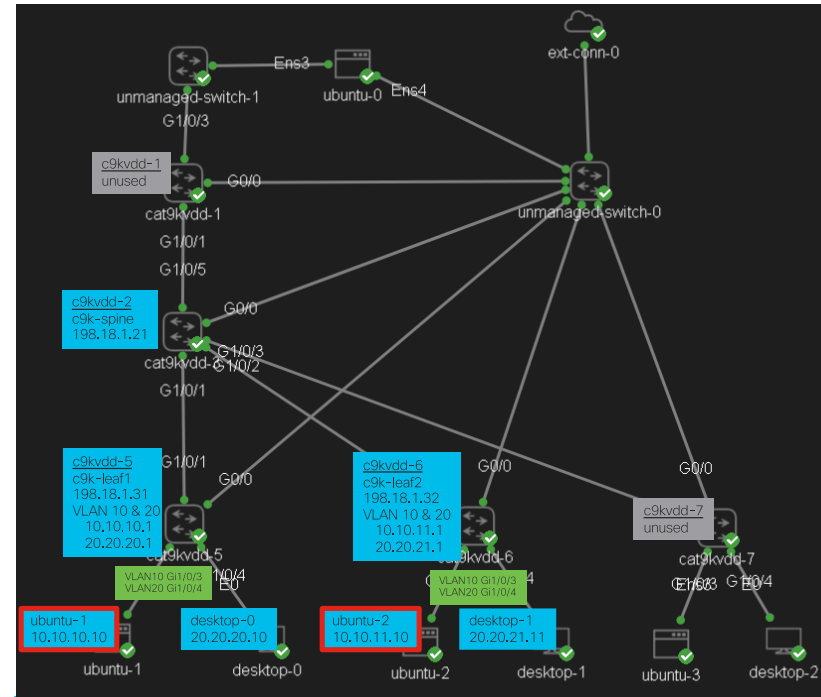 ext-conn-0
Ens3
unmanaged-switch-1
ubuntu-0
Ens4
G1/0/3
c9kvdd-1
unused
G0/0
cat9kvdd-1
unmanaged-switch-0
G1/0/1
G1/0/5
c9kvdd-2
c9k-spine
198.18.1.21
G0/0
G1/0/3
G1/0/2
G1/0/1
c9kvdd-5
c9k-leaf1
198.18.1.31
VLAN 10 & 20
10.10.10.1
20.20.20.1
G1/0/1
G0/0
c9kvdd-6
c9k-leaf2
198.18.1.32
VLAN 10 & 20
10.10.11.1
20.20.21.1
G0/0
G0/0
c9kvdd-7
unused
cat9kvdd-5
cat9kvdd-6
cat9kvdd-7
VLAN10 Gi1/0/3
VLAN20 Gi1/0/4
E0
VLAN10 Gi1/0/3
VLAN20 Gi1/0/4
ubuntu-1
10.10.10.10
desktop-0
20.20.20.10
ubuntu-2
10.10.11.10
desktop-1
20.20.21.11
ubuntu-1
desktop-0
ubuntu-2
desktop-1
ubuntu-3
desktop-2